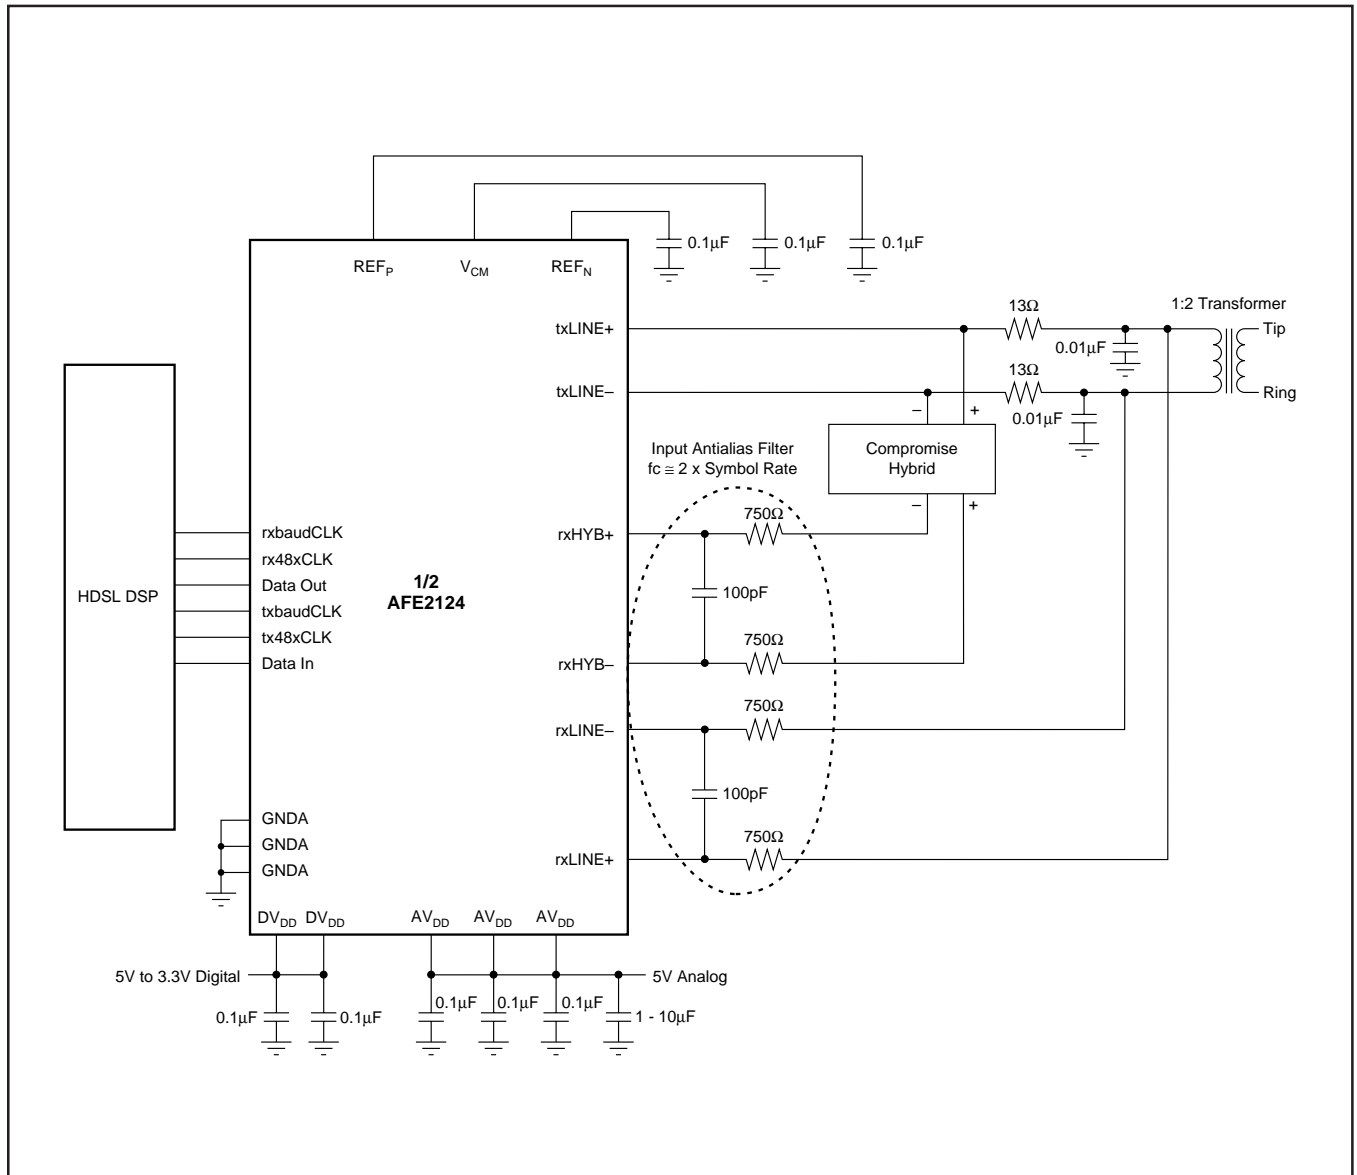 REFP
VCM
REFN
0.1µF
0.1µF
0.1µF
1:2 Transformer
txLINE+
13Ω
0.01µF
Tip
txLINE–
13Ω
0.01µF
Ring
– +
Compromise
Hybrid
– +
Input Antialias Filter
fc ≅ 2 x Symbol Rate
HDSL DSP
rxbaudCLK
rx48xCLK
Data Out
txbaudCLK
tx48xCLK
Data In
1/2
AFE2124
rxHYB+
750Ω
100pF
rxHYB–
750Ω
rxLINE–
750Ω
100pF
rxLINE+
750Ω
GNDA
GNDA
GNDA
DVDD DVDD AVDD AVDD AVDD
5V to 3.3V Digital
5V Analog
0.1µF
0.1µF
0.1µF
0.1µF
0.1µF
1 - 10µF